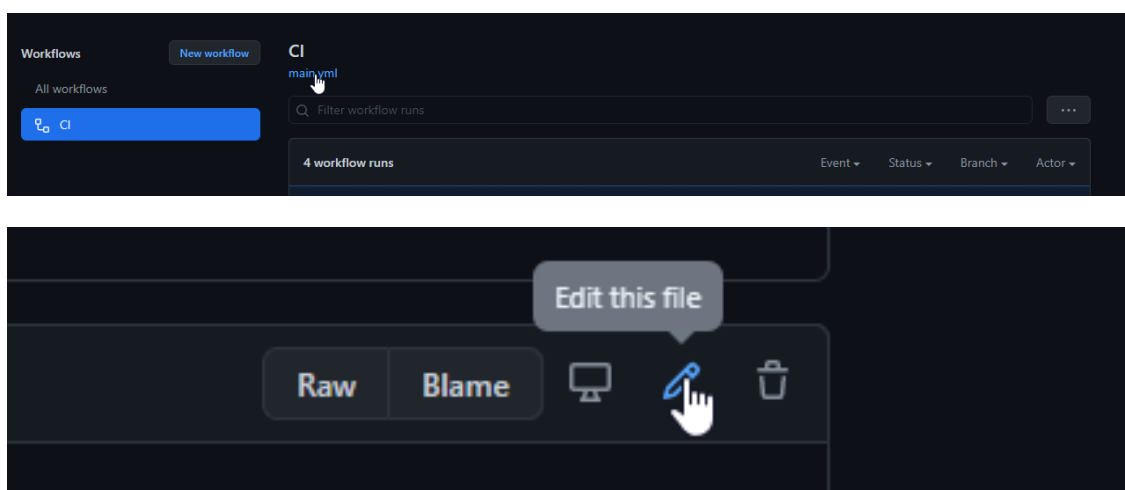 Workflows
New workflow
All workflows
CI
CI
main.yml
Filter workflow runs
4 workflow runs
Event
Status
Branch
Actor
Edit this file
Raw
Blame